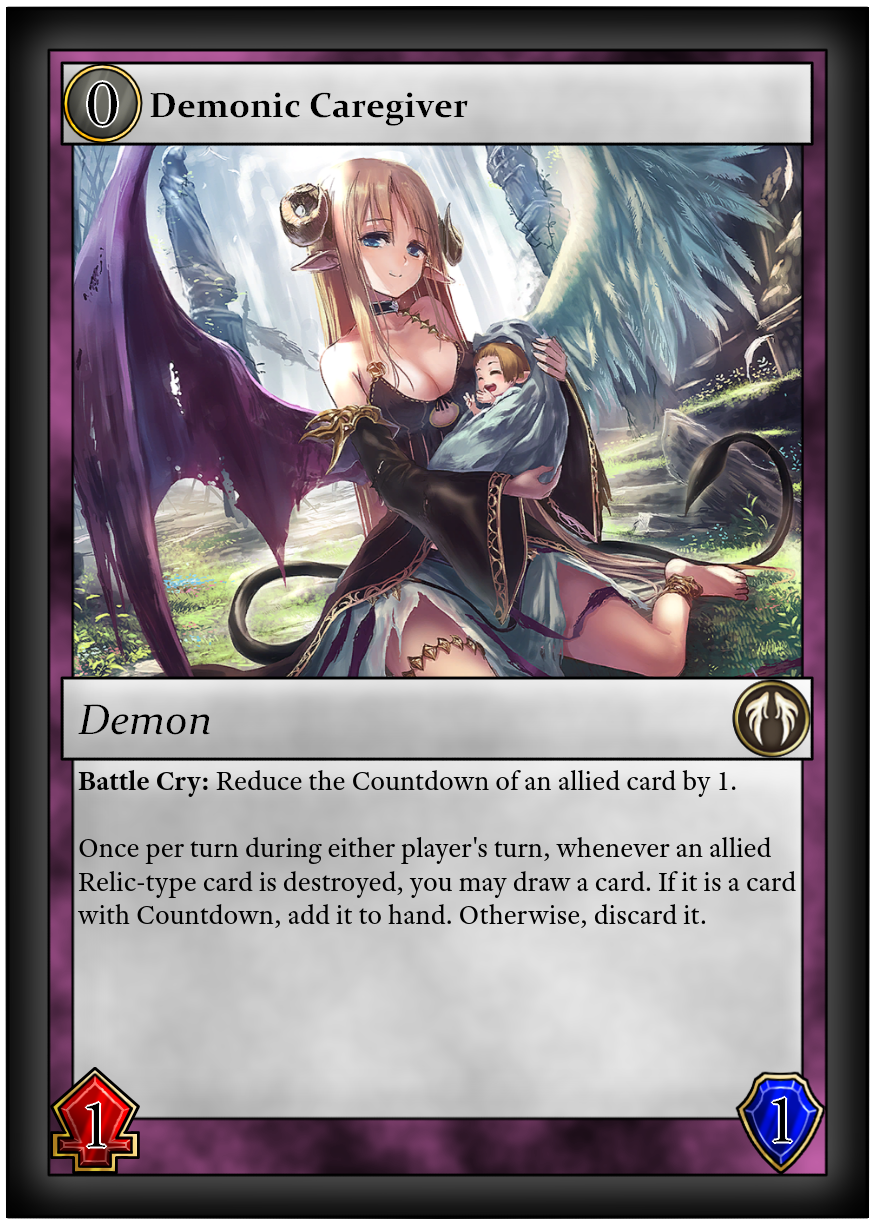 0 Demonic Caregiver
Demon
Battle Cry: Reduce the Countdown of an allied card by 1.
Once per turn during either player's turn, whenever an allied
Relic-type card is destroyed, you may draw a card. If it is a card
with Countdown, add it to hand. Otherwise, discard it.
1
1